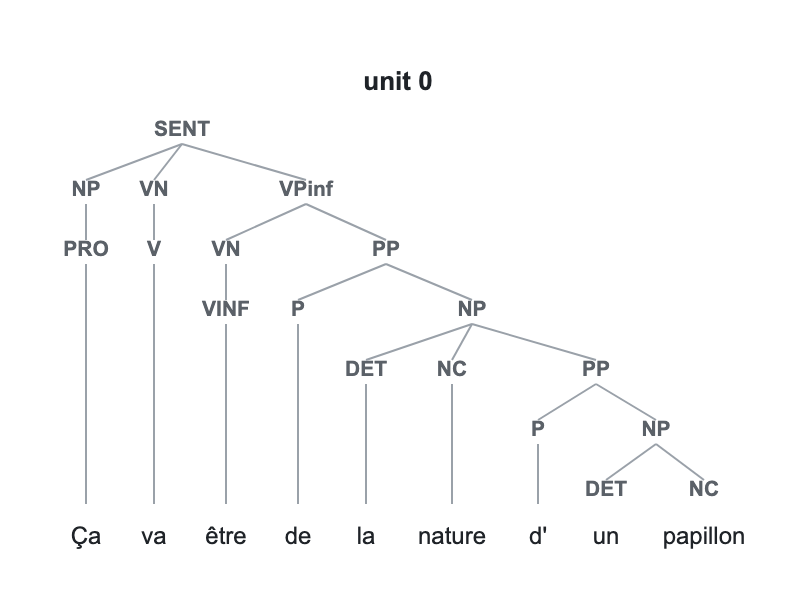 unit 0
SENT
NP VN VPinf
PRO V VN PP
VINF P NP
DET NC PP
P NP
DET NC
Ça va être de la nature d' un papillon